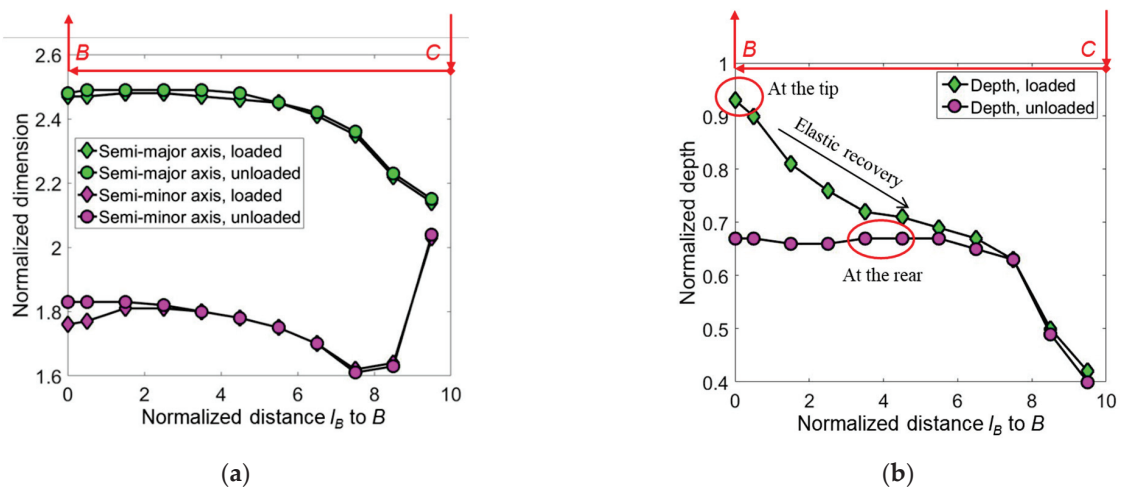 B
C
2.6
2.4
2.2
2
1.8
1.6
Normalized dimension
Semi-major axis, loaded
Semi-major axis, unloaded
Semi-minor axis, loaded
Semi-minor axis, unloaded
0 2 4 6 8 10
Normalized distance l_B to B
(a)
B
C
1
0.9
0.8
0.7
0.6
0.5
0.4
Normalized depth
At the tip
Depth, loaded
Depth, unloaded
Elastic recovery
At the rear
0 2 4 6 8 10
Normalized distance l_B to B
(b)